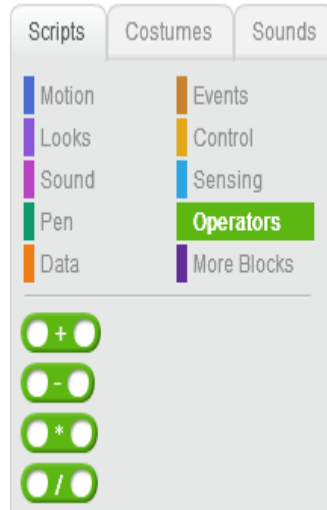 Scripts Costumes Sounds
Motion Events
Looks Control
Sound Sensing
Pen Operators
Data More Blocks
+
-
*
/